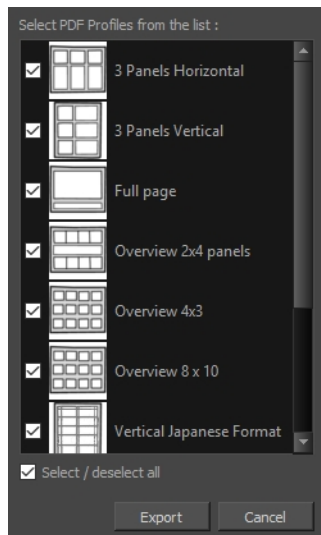 Select PDF Profiles from the list :
3 Panels Horizontal
3 Panels Vertical
Full page
Overview 2x4 panels
Overview 4x3
Overview 8 x 10
Vertical Japanese Format
Select / deselect all
Export Cancel